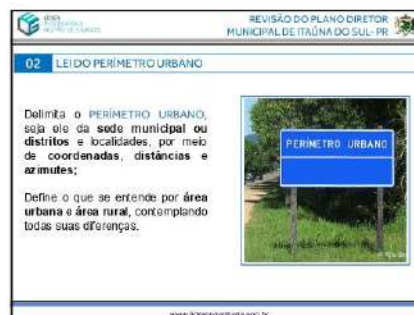 REVISÃO DO PLANO DIRETOR
MUNICIPAL DE ITAÚNA DO SUL- PR
02 LEI DO PERÍMETRO URBANO
Delimita o PERÍMETRO URBANO,
seja ele da sede municipal ou
distritos e localidades, por meio
de coordenadas, distâncias e
azimutes;
Define o que se entende por área
urbana e área rural, contemplando
todas suas diferenças.
PERÍMETRO URBANO